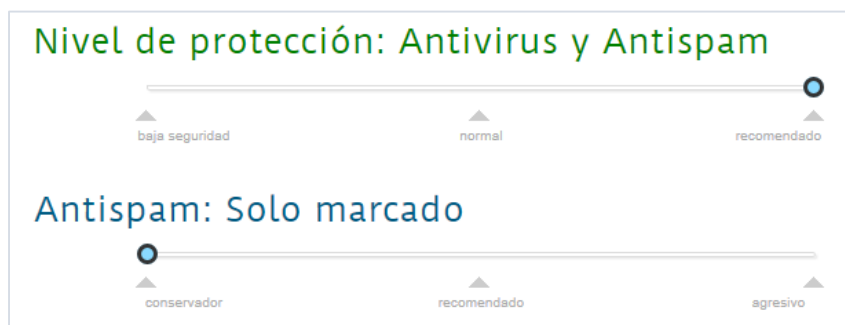 Nivel de protección: Antivirus y Antispam
baja seguridad normal recomendado
Antispam: Solo marcado
conservador recomendado agresivo